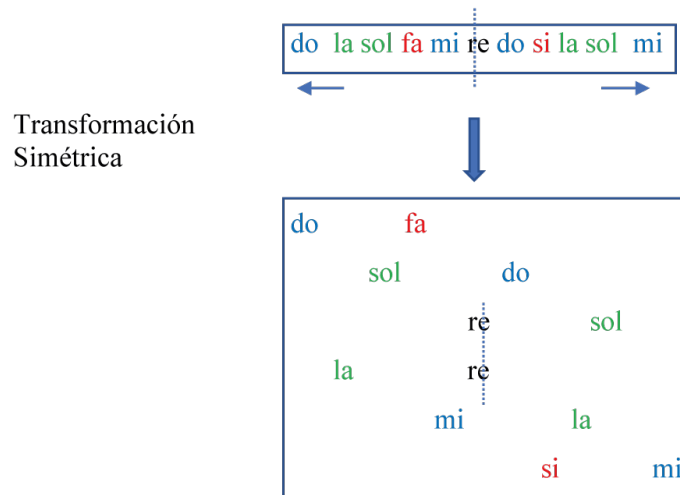 do la sol fa mi re do si la sol mi
Transformación
Simétrica
do fa
sol do
re sol
la re
mi la
si mi